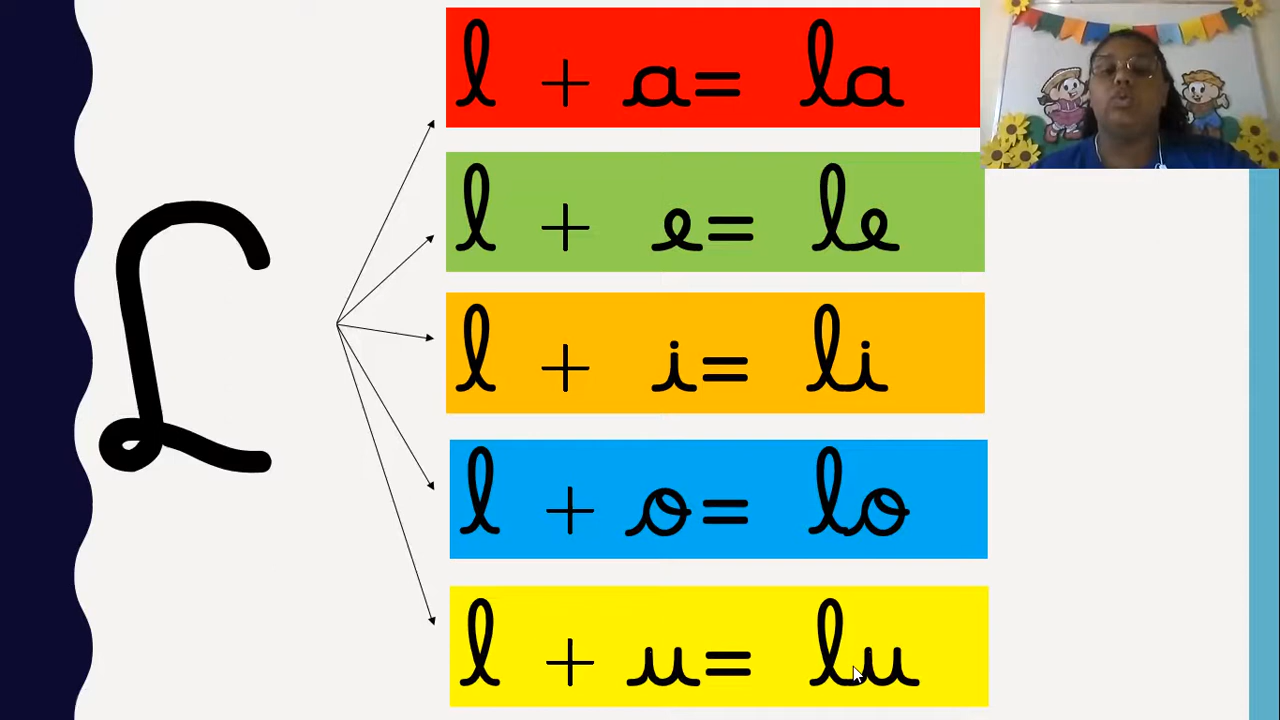 L
l + a = la
l + e = le
l + i = li
l + o = lo
l + u = lu